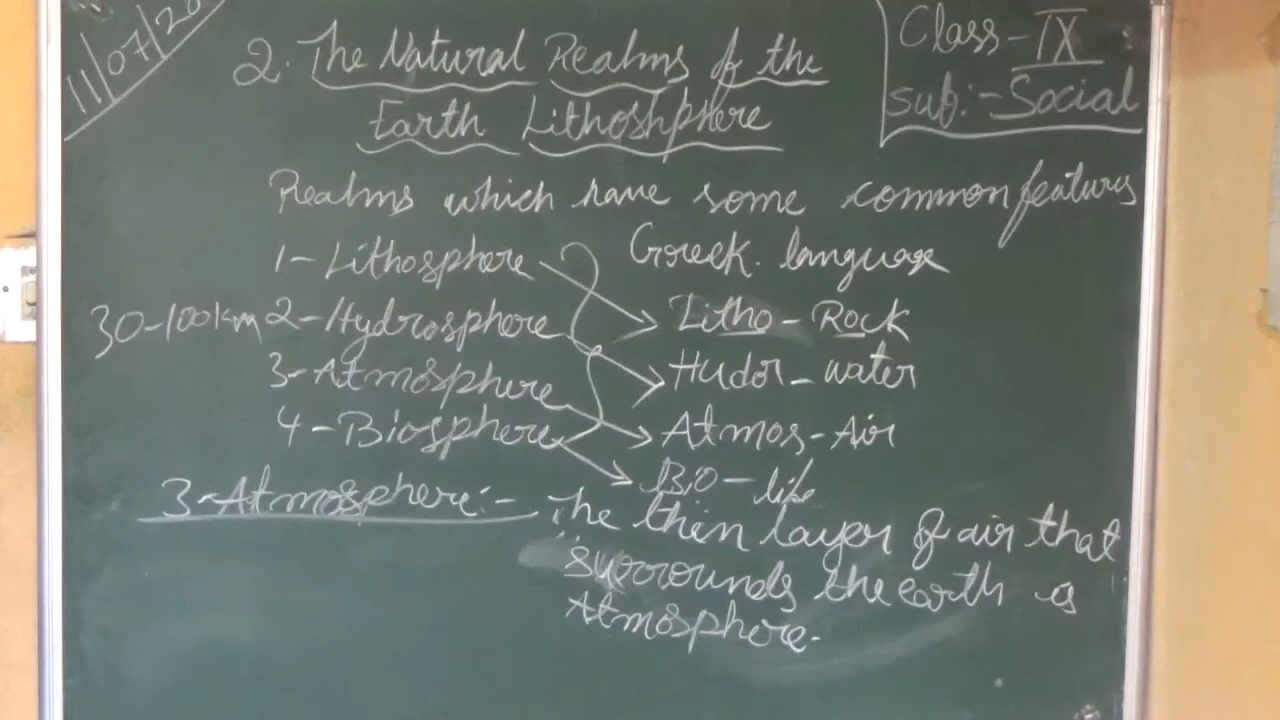 11/07/20
Class-IX
Sub:-Social
2. The Natural Realms of the
Earth Lithoshphere
Realms which have some common features
1-Lithosphere Greek. language
30-100km 2-Hydrosphere Litho-Rock
3-Atmosphere Hudor-water
4-Biosphere Atmos-Air
Bio-life
3-Atmosphere:- The thin layer of air that
surrounds the earth is
Atmosphere.